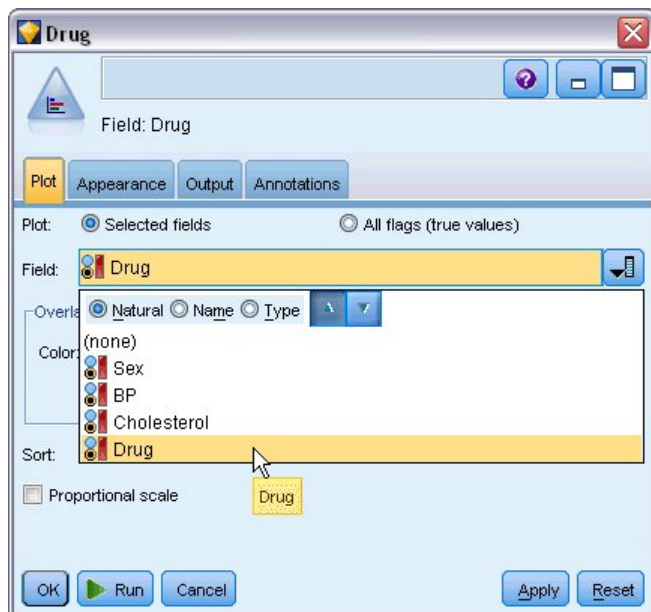 Drug
Field: Drug
Plot Appearance Output Annotations
Plot: Selected fields All flags (true values)
Field: Drug
Overla Natural Name Type
(none)
Color: Sex
BP
Cholesterol
Sort: Drug
Proportional scale Drug
OK Run Cancel Apply Reset